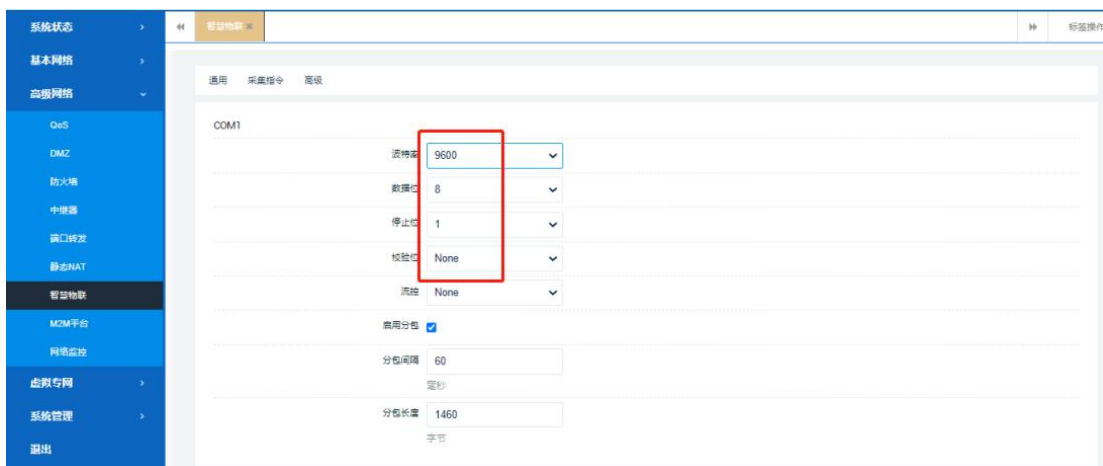 系统状态
基本网络
高级网络
QoS
DMZ
防火墙
中继器
端口转发
静态NAT
智慧物联
M2M平台
网络监控
虚拟专网
系统管理
退出
智慧物联
标签操作
通用 采集指令 高级
COM1
波特率 9600
数据位 8
停止位 1
校验位 None
流控 None
启用分包
分包间隔 60
毫秒
分包长度 1460
字节